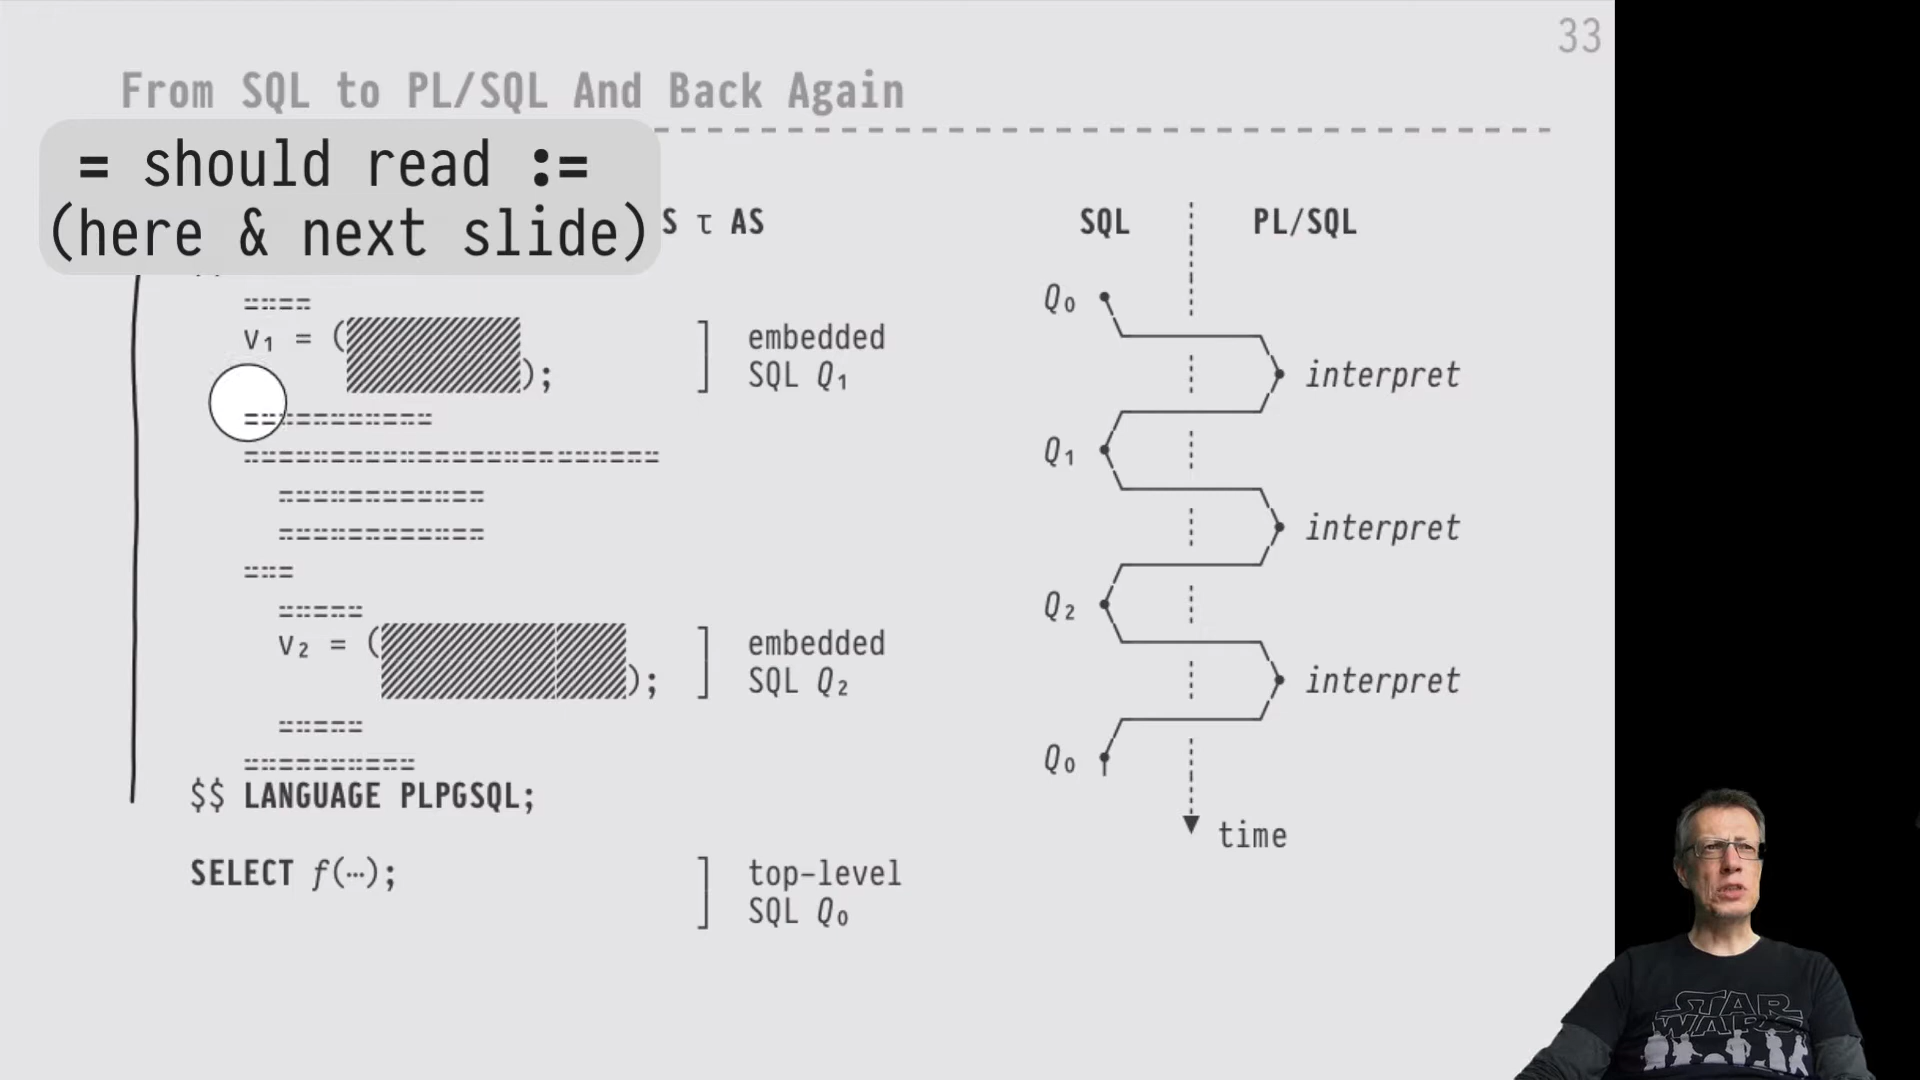 33
From SQL to PL/SQL And Back Again
= should read :=
(here & next slide)
S τ AS
SQL PL/SQL
Q₀
v₁ = (
);
embedded
SQL Q₁
interpret
Q₁
interpret
Q₂
v₂ = (
);
embedded
SQL Q₂
interpret
Q₀
$$ LANGUAGE PLPGSQL;
time
SELECT f(⋯);
top-level
SQL Q₀
STAR
WARS